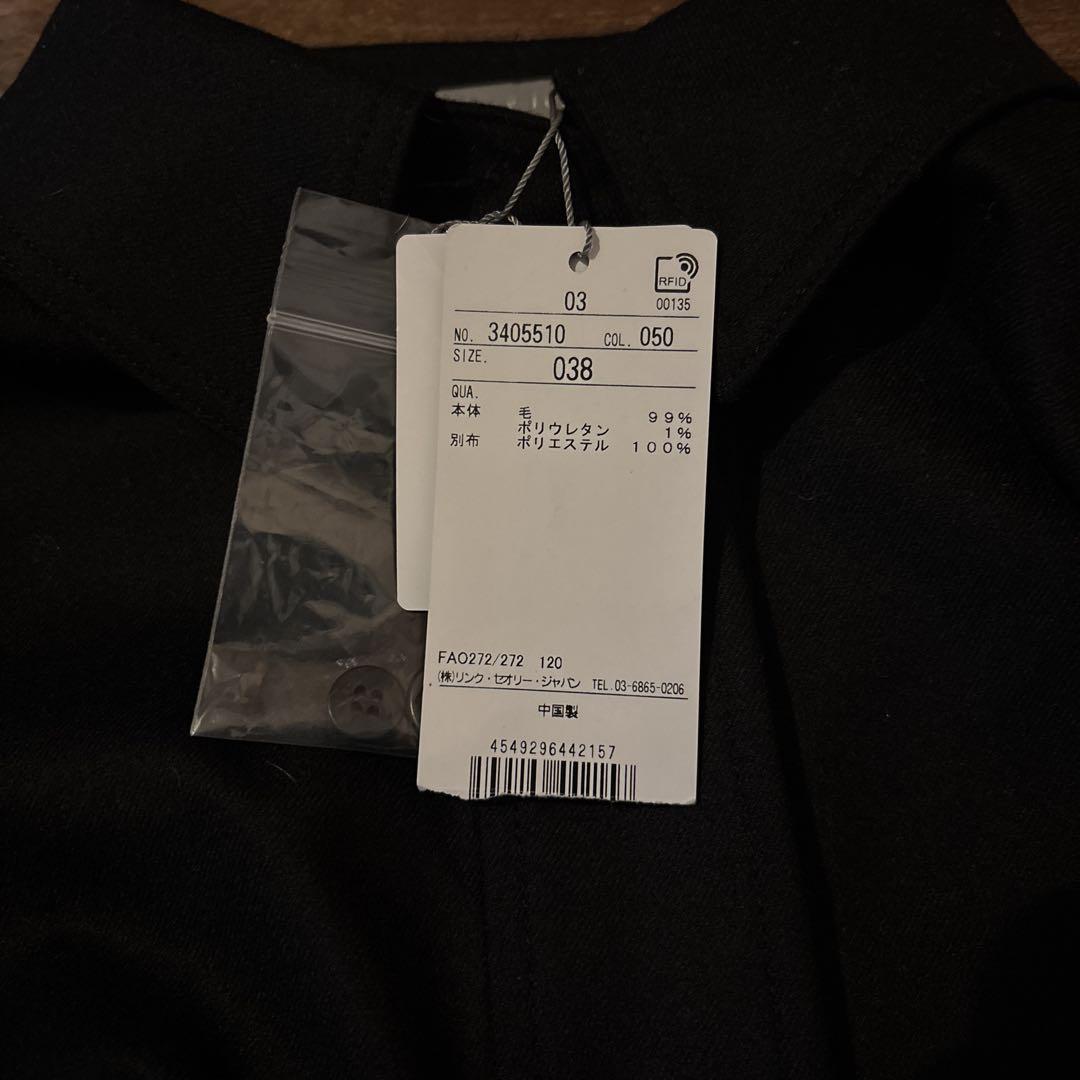 RFID
03 00135
NO. 3405510 COL. 050
SIZE.
038
QUA.
本体 毛 99%
ポリウレタン 1%
別布 ポリエステル 100%
FAO272/272 120
(株)リンク・セオリー・ジャパン TEL.03-6865-0206
中国製
4549296442157